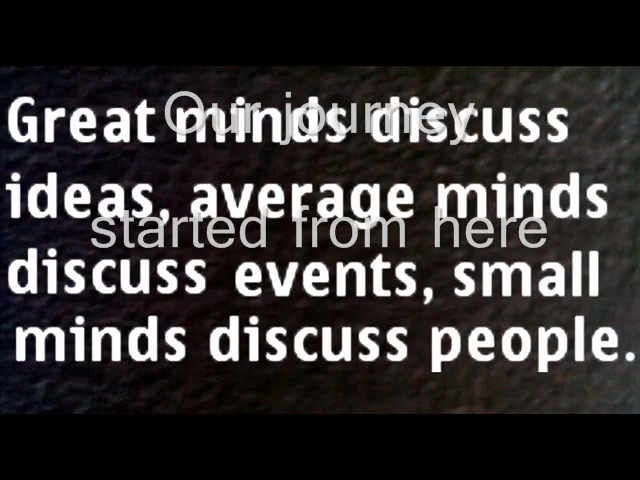 Great minds discuss
Our journey
ideas, average minds
started from here
discuss events, small
minds discuss people.